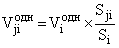 V_ji^одн = V_i^одн × S_ji / S_i